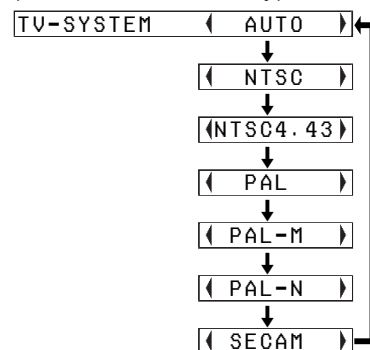 TV-SYSTEM AUTO
NTSC
NTSC4.43
PAL
PAL-M
PAL-N
SECAM